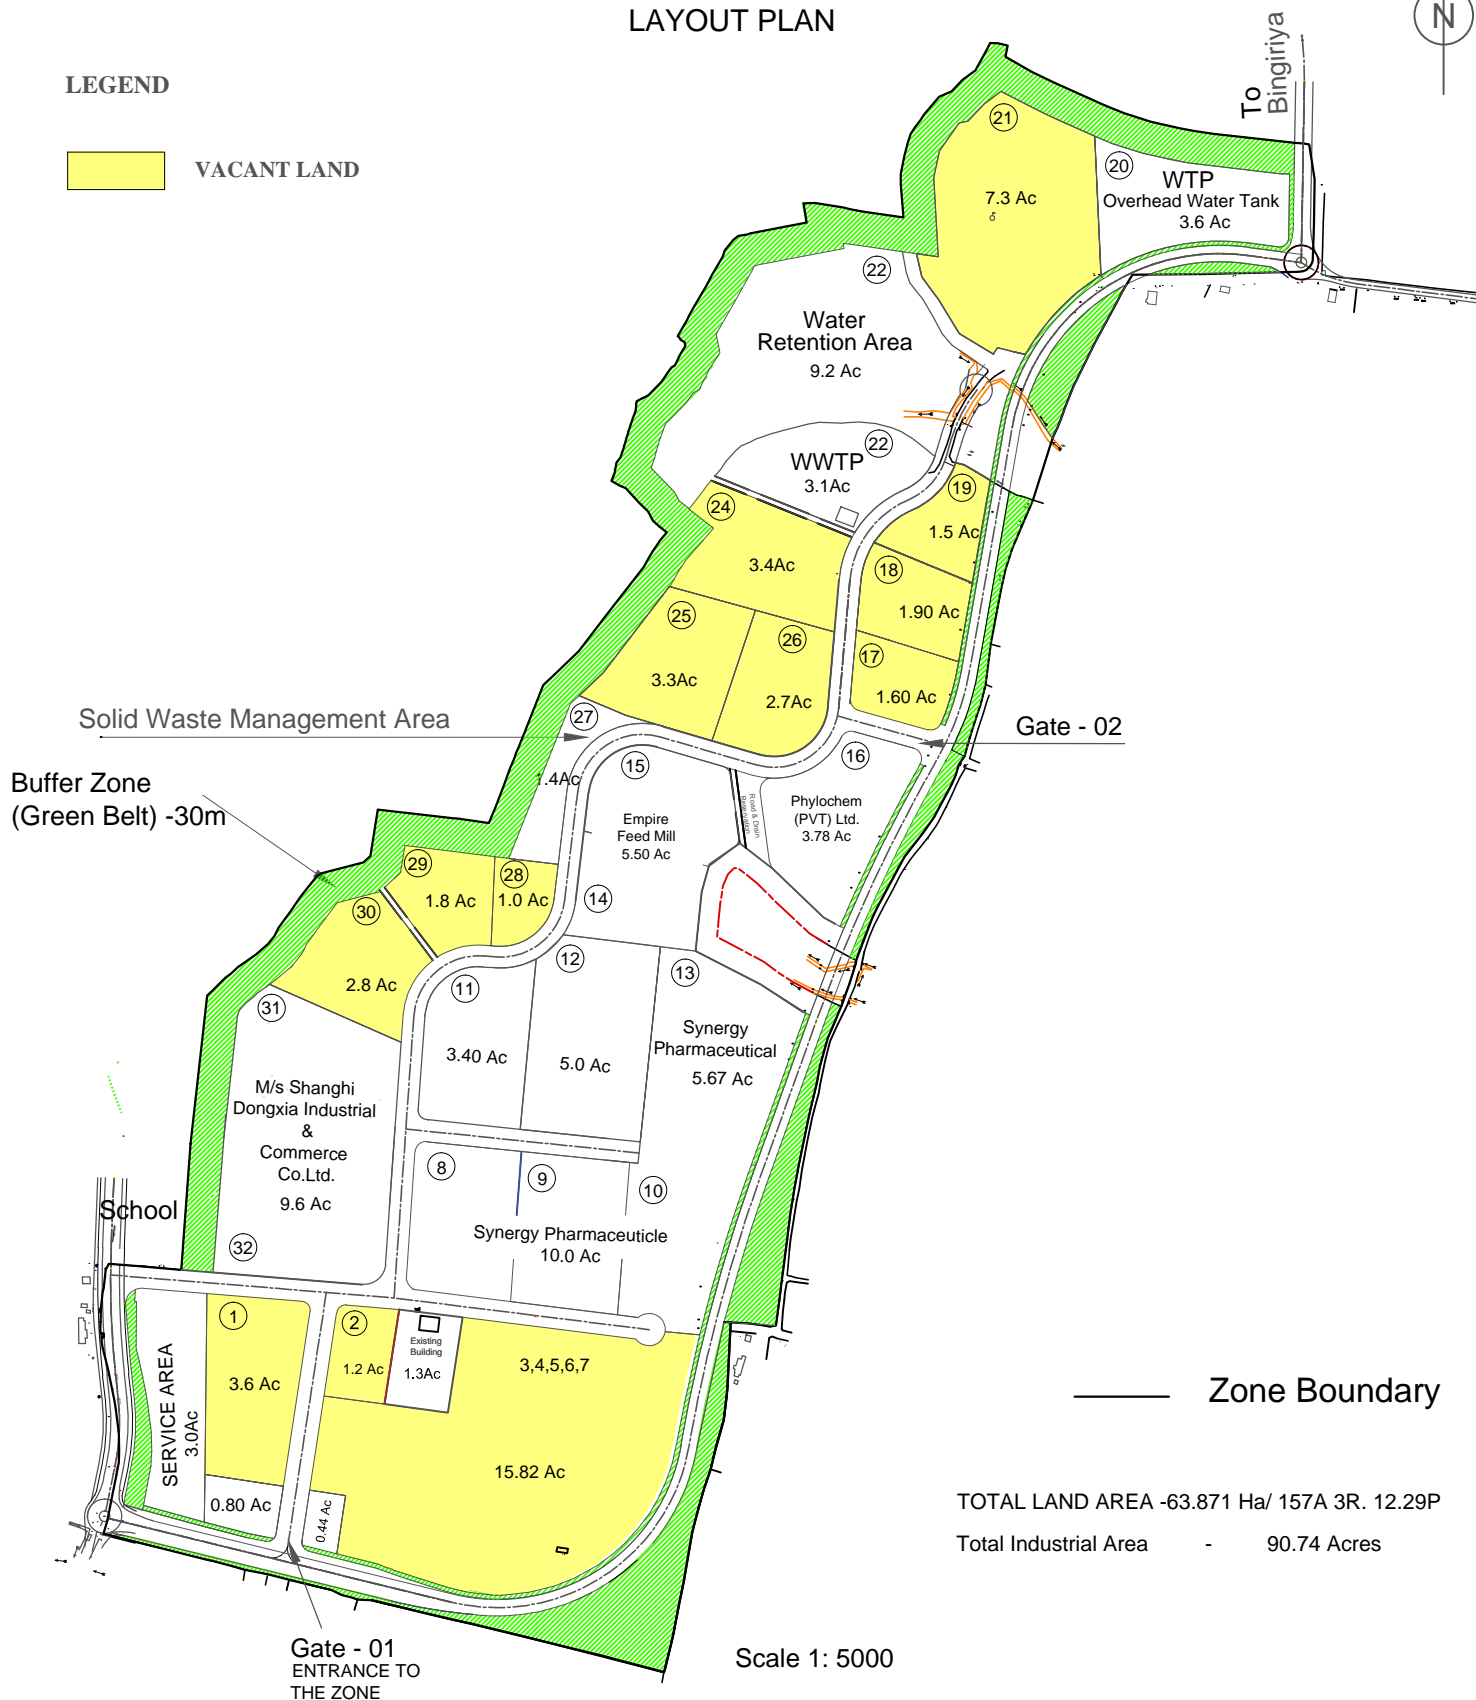 LAYOUT PLAN
N
LEGEND
VACANT LAND
To
Bingiriya
21
7.3 Ac
20
WTP
Overhead Water Tank
3.6 Ac
22
Water
Retention Area
9.2 Ac
22
WWTP
3.1Ac
19
1.5 Ac
24
3.4Ac
18
1.90 Ac
25
3.3Ac
26
2.7Ac
17
1.60 Ac
Solid Waste Management Area
27
1.4Ac
Gate - 02
16
Phylochem
(PVT) Ltd.
3.78 Ac
Road & Drain
Reservation
15
Empire
Feed Mill
5.50 Ac
14
Buffer Zone
(Green Belt) -30m
29
1.8 Ac
28
1.0 Ac
30
2.8 Ac
12
5.0 Ac
13
Synergy
Pharmaceutical
5.67 Ac
11
3.40 Ac
31
M/s Shanghi
Dongxia Industrial
&
Commerce
Co.Ltd.
9.6 Ac
32
8
9
10
Synergy Pharmaceuticle
10.0 Ac
School
1
3.6 Ac
2
1.2 Ac
Existing
Building
1.3Ac
3,4,5,6,7
15.82 Ac
SERVICE AREA
3.0Ac
0.80 Ac
0.44 Ac
Zone Boundary
TOTAL LAND AREA -63.871 Ha/ 157A 3R. 12.29P
Total Industrial Area - 90.74 Acres
Gate - 01
ENTRANCE TO
THE ZONE
Scale 1: 5000